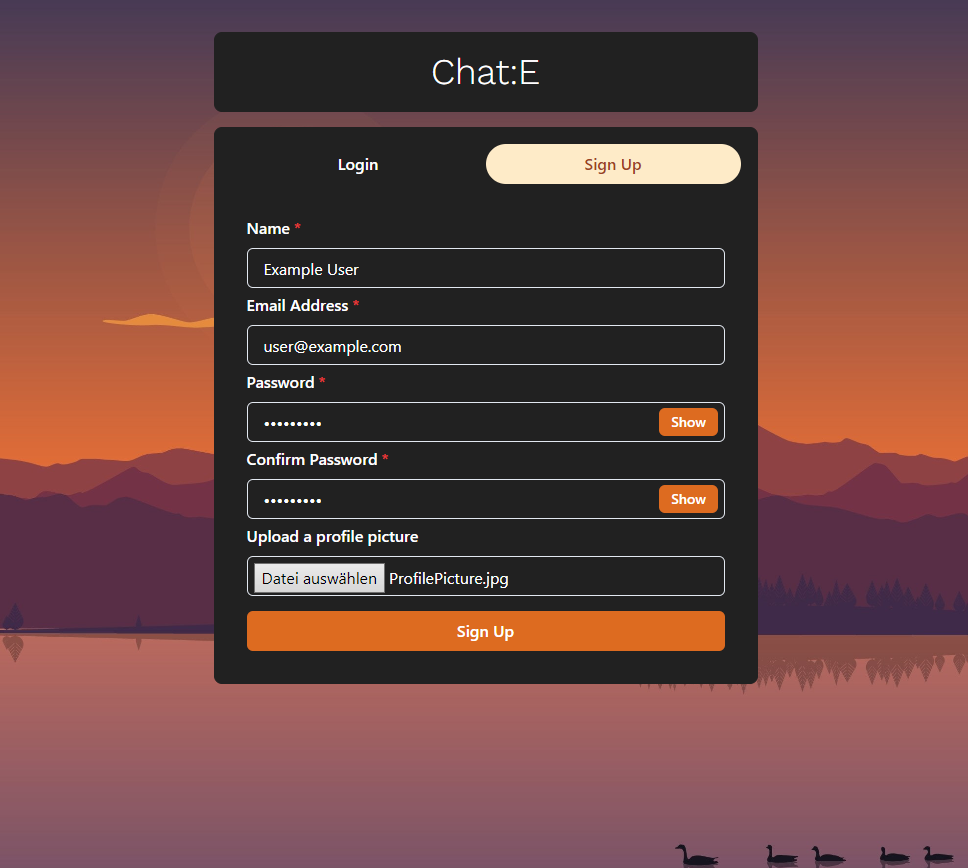 Chat:E
Login Sign Up
Name *
Example User
Email Address *
user@example.com
Password *
••••••••• Show
Confirm Password *
••••••••• Show
Upload a profile picture
Datei auswählen ProfilePicture.jpg
Sign Up